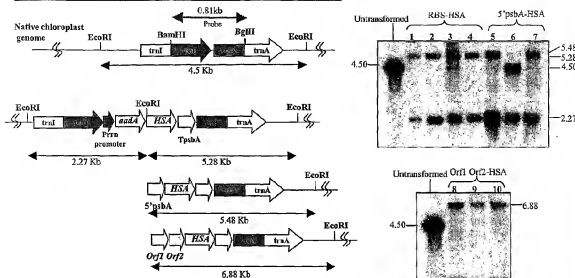 0.81kb
Probe
Native chloroplast
genome
EcoRI
BamHI
BglII
EcoRI
trnI
trnA
4.5 Kb
EcoRI
EcoRI
EcoRI
trnI
aadA
HSA
trnA
Prrn
promoter
TpsbA
2.27 Kb
5.28 Kb
HSA
trnA
EcoRI
5'psbA
5.48 Kb
HSA
trnA
EcoRI
Orf1 Orf2
6.88 Kb
Untransformed
RBS-HSA
5'psbA-HSA
1 2 3 4 5 6 7
4.50
5.48
5.28
4.50
2.27
Untransformed
Orf1 Orf2-HSA
8 9 10
4.50
6.88